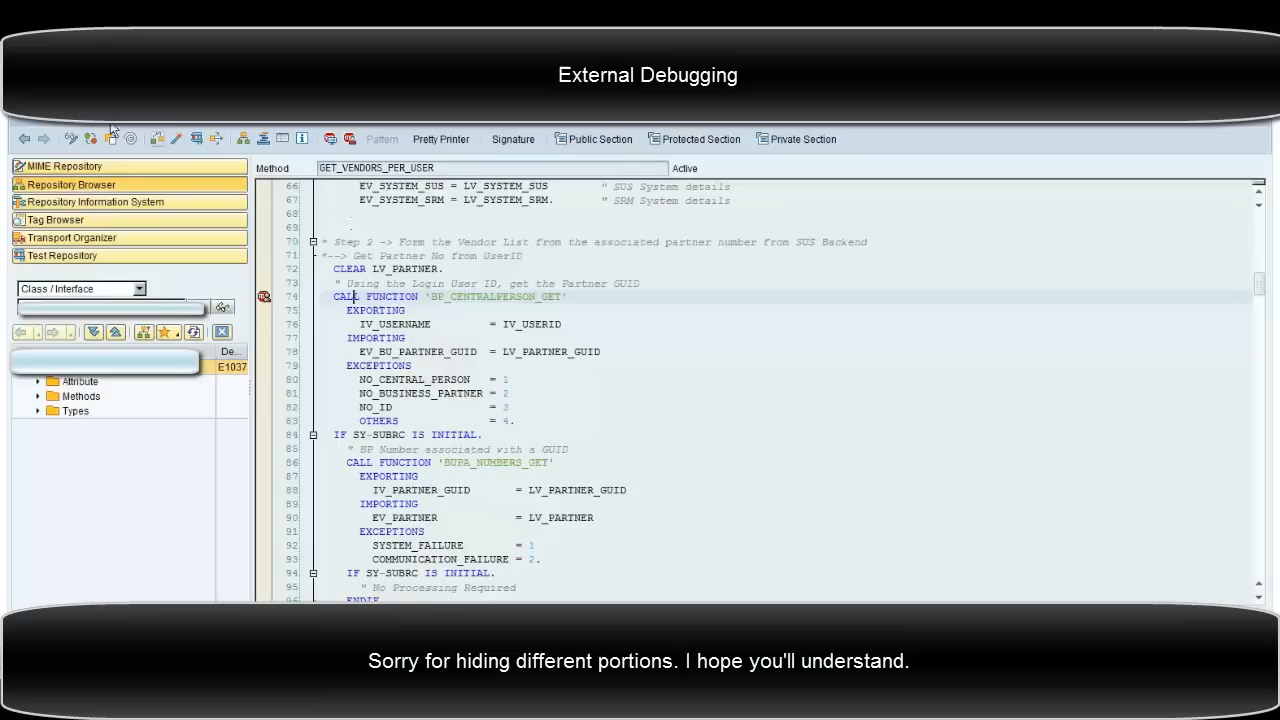 External Debugging
Pattern Pretty Printer Signature Public Section Protected Section Private Section
MIME Repository
Repository Browser
Repository Information System
Tag Browser
Transport Organizer
Test Repository
Class / Interface
De...
E1037
Attribute
Methods
Types
Method GET_VENDORS_PER_USER Active
66 EV_SYSTEM_SUS = LV_SYSTEM_SUS " SUS System details
67 EV_SYSTEM_SRM = LV_SYSTEM_SRM. " SRM System details
68 .
69 .
70 * Step 2 -> Form the Vendor List from the associated partner number from SUS Backend
71 *--> Get Partner No from UserID
72 CLEAR LV_PARTNER.
73 " Using the Login User ID, get the Partner GUID
74 CALL FUNCTION 'BP_CENTRALPERSON_GET'
75 EXPORTING
76 IV_USERNAME = IV_USERID
77 IMPORTING
78 EV_BU_PARTNER_GUID = LV_PARTNER_GUID
79 EXCEPTIONS
80 NO_CENTRAL_PERSON = 1
81 NO_BUSINESS_PARTNER = 2
82 NO_ID = 3
83 OTHERS = 4.
84 IF SY-SUBRC IS INITIAL.
85 " BP Number associated with a GUID
86 CALL FUNCTION 'BUPA_NUMBERS_GET'
87 EXPORTING
88 IV_PARTNER_GUID = LV_PARTNER_GUID
89 IMPORTING
90 EV_PARTNER = LV_PARTNER
91 EXCEPTIONS
92 SYSTEM_FAILURE = 1
93 COMMUNICATION_FAILURE = 2.
94 IF SY-SUBRC IS INITIAL.
95 " No Processing Required
96 ENDIF
Sorry for hiding different portions. I hope you'll understand.